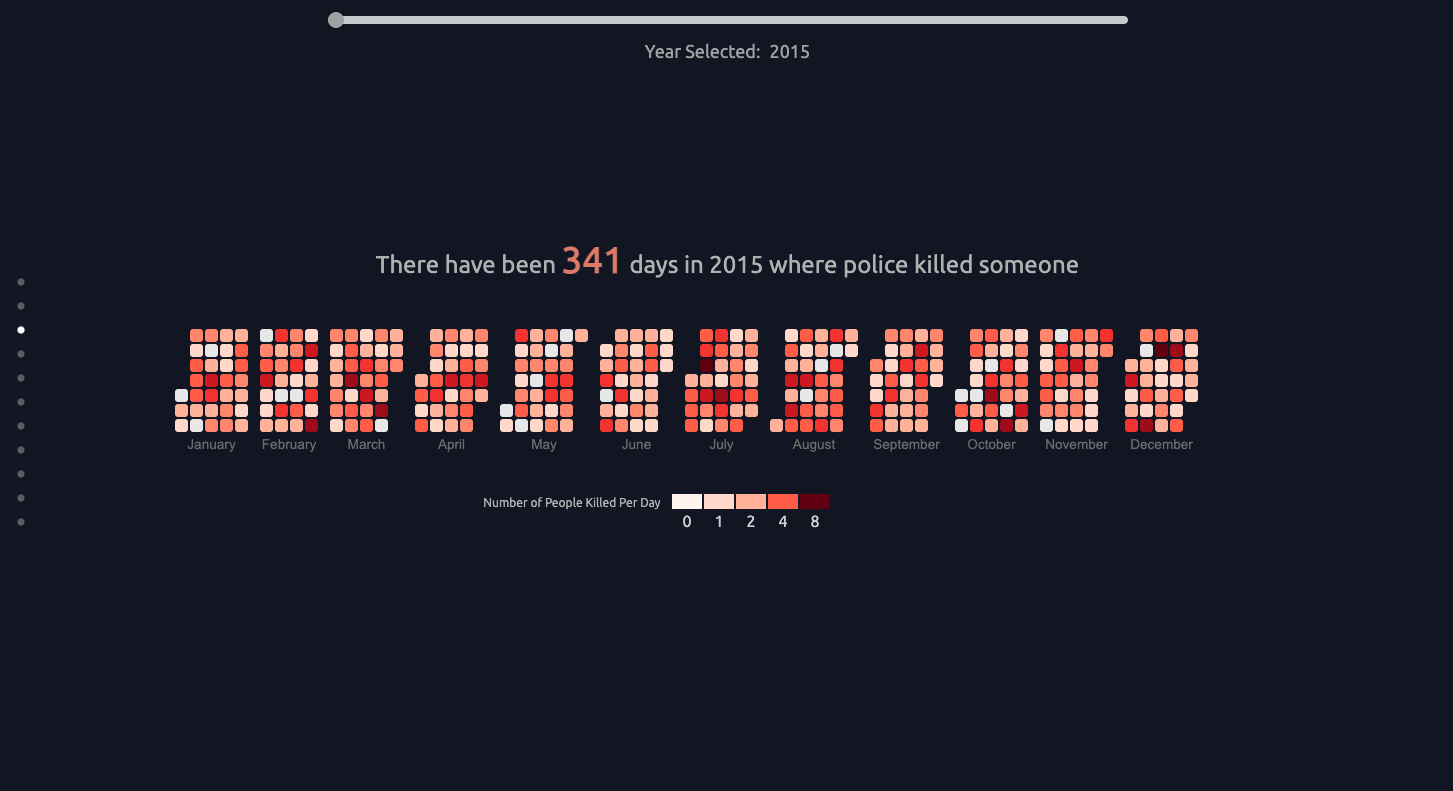 Year Selected: 2015
There have been 341 days in 2015 where police killed someone
January February March April May June July August September October November December
Number of People Killed Per Day
0 1 2 4 8